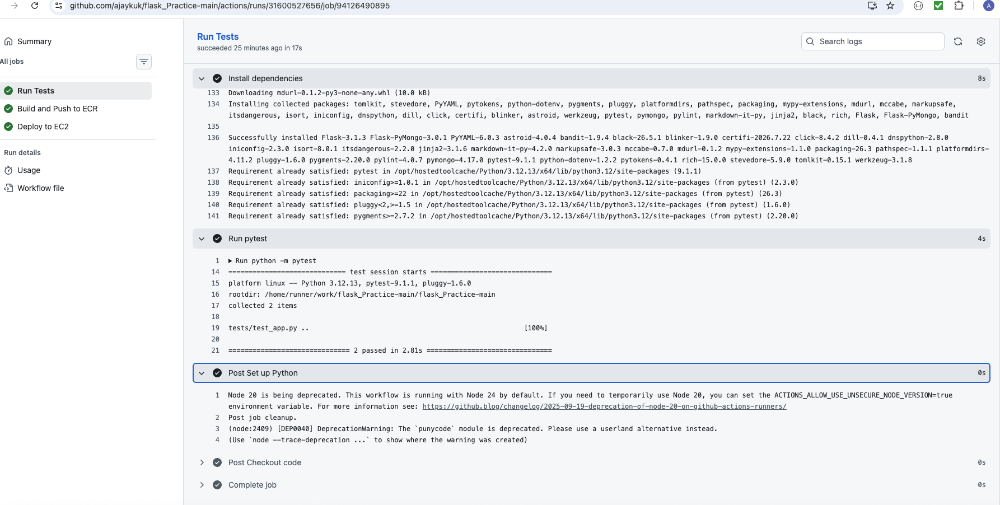 github.com/ajaykuk/flask_Practice-main/actions/runs/31600527656/job/94126490895
A
Summary
All jobs
Run Tests
Build and Push to ECR
Deploy to EC2
Run details
Usage
Workflow file
Run Tests
succeeded 25 minutes ago in 17s
Search logs
Install dependencies 8s
133 Downloading mdurl-0.1.2-py3-none-any.whl (10.0 kB)
134 Installing collected packages: tomlkit, stevedore, PyYAML, pytokens, python-dotenv, pygments, pluggy, platformdirs, pathspec, packaging, mypy-extensions, mdurl, mccabe, markupsafe,
itsdangerous, isort, iniconfig, dnspython, dill, click, certifi, blinker, astroid, werkzeug, pytest, pymongo, pylint, markdown-it-py, jinja2, black, rich, Flask, Flask-PyMongo, bandit
135
136 Successfully installed Flask-3.1.3 Flask-PyMongo-3.0.1 PyYAML-6.0.3 astroid-4.0.4 bandit-1.9.4 black-26.5.1 blinker-1.9.0 certifi-2026.7.22 click-8.4.2 dill-0.4.1 dnspython-2.8.0
iniconfig-2.3.0 isort-8.0.1 itsdangerous-2.2.0 jinja2-3.1.6 markdown-it-py-4.2.0 markupsafe-3.0.3 mccabe-0.7.0 mdurl-0.1.2 mypy-extensions-1.1.0 packaging-26.3 pathspec-1.1.1 platformdirs-
4.11.2 pluggy-1.6.0 pygments-2.20.0 pylint-4.0.7 pymongo-4.17.0 pytest-9.1.1 python-dotenv-1.2.2 pytokens-0.4.1 rich-15.0.0 stevedore-5.9.0 tomlkit-0.15.1 werkzeug-3.1.8
137 Requirement already satisfied: pytest in /opt/hostedtoolcache/Python/3.12.13/x64/lib/python3.12/site-packages (9.1.1)
138 Requirement already satisfied: iniconfig>=1.0.1 in /opt/hostedtoolcache/Python/3.12.13/x64/lib/python3.12/site-packages (from pytest) (2.3.0)
139 Requirement already satisfied: packaging>=22 in /opt/hostedtoolcache/Python/3.12.13/x64/lib/python3.12/site-packages (from pytest) (26.3)
140 Requirement already satisfied: pluggy<2,>=1.5 in /opt/hostedtoolcache/Python/3.12.13/x64/lib/python3.12/site-packages (from pytest) (1.6.0)
141 Requirement already satisfied: pygments>=2.7.2 in /opt/hostedtoolcache/Python/3.12.13/x64/lib/python3.12/site-packages (from pytest) (2.20.0)
Run pytest 4s
1 ▶ Run python -m pytest
14 ============================= test session starts ==============================
15 platform linux -- Python 3.12.13, pytest-9.1.1, pluggy-1.6.0
16 rootdir: /home/runner/work/flask_Practice-main/flask_Practice-main
17 collected 2 items
18
19 tests/test_app.py .. [100%]
20
21 ============================== 2 passed in 2.81s ===============================
Post Set up Python 0s
1 Node 20 is being deprecated. This workflow is running with Node 24 by default. If you need to temporarily use Node 20, you can set the ACTIONS_ALLOW_USE_UNSECURE_NODE_VERSION=true
environment variable. For more information see: https://github.blog/changelog/2025-09-19-deprecation-of-node-20-on-github-actions-runners/
2 Post job cleanup.
3 (node:2409) [DEP0040] DeprecationWarning: The `punycode` module is deprecated. Please use a userland alternative instead.
4 (Use `node --trace-deprecation ...` to show where the warning was created)
Post Checkout code 0s
Complete job 0s